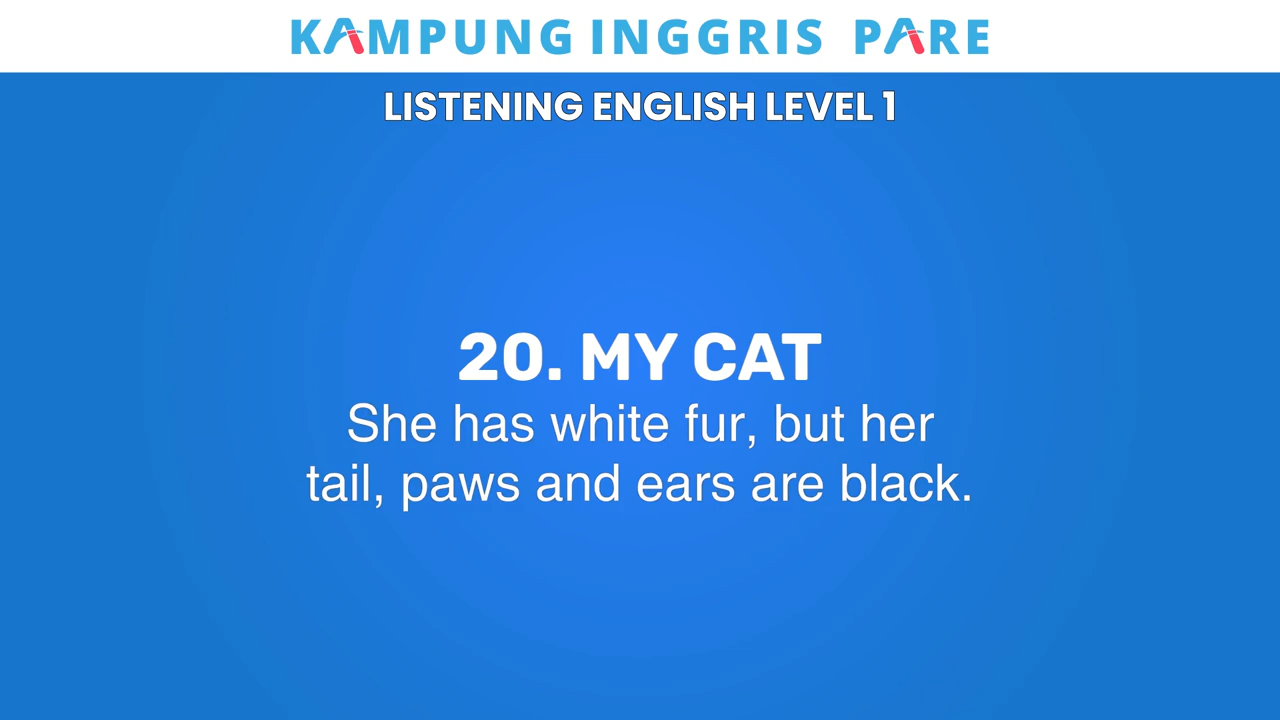 KAMPUNG INGGRIS PARE
LISTENING ENGLISH LEVEL 1
20. MY CAT
She has white fur, but her
tail, paws and ears are black.